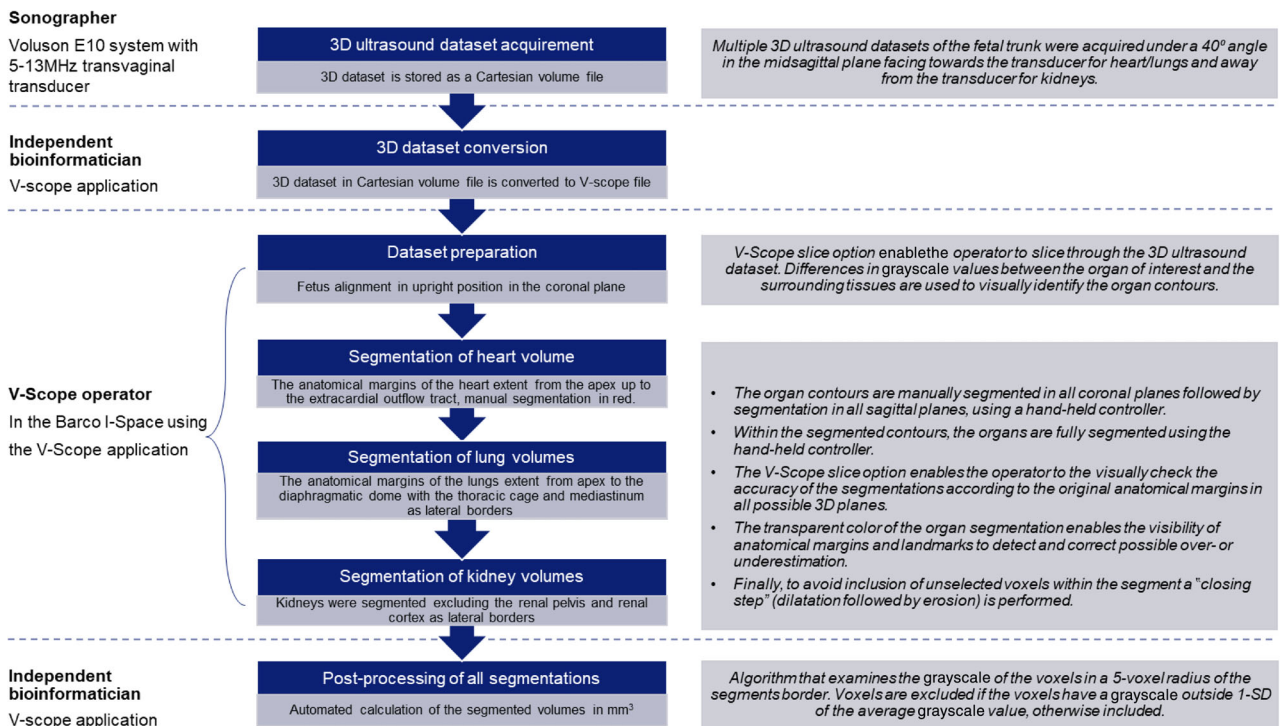 Sonographer
Voluson E10 system with
5-13MHz transvaginal
transducer
3D ultrasound dataset acquirement
3D dataset is stored as a Cartesian volume file
Multiple 3D ultrasound datasets of the fetal trunk were acquired under a 40º angle
in the midsagittal plane facing towards the transducer for heart/lungs and away
from the transducer for kidneys.
Independent
bioinformatician
V-scope application
3D dataset conversion
3D dataset in Cartesian volume file is converted to V-scope file
Dataset preparation
Fetus alignment in upright position in the coronal plane
V-Scope slice option enablethe operator to slice through the 3D ultrasound
dataset. Differences in grayscale values between the organ of interest and the
surrounding tissues are used to visually identify the organ contours.
V-Scope operator
In the Barco I-Space using
the V-Scope application
Segmentation of heart volume
The anatomical margins of the heart extent from the apex up to
the extracardial outflow tract, manual segmentation in red.
Segmentation of lung volumes
The anatomical margins of the lungs extent from apex to the
diaphragmatic dome with the thoracic cage and mediastinum
as lateral borders
Segmentation of kidney volumes
Kidneys were segmented excluding the renal pelvis and renal
cortex as lateral borders
• The organ contours are manually segmented in all coronal planes followed by
segmentation in all sagittal planes, using a hand-held controller.
• Within the segmented contours, the organs are fully segmented using the
hand-held controller.
• The V-Scope slice option enables the operator to the visually check the
accuracy of the segmentations according to the original anatomical margins in
all possible 3D planes.
• The transparent color of the organ segmentation enables the visibility of
anatomical margins and landmarks to detect and correct possible over- or
underestimation.
• Finally, to avoid inclusion of unselected voxels within the segment a "closing
step" (dilatation followed by erosion) is performed.
Independent
bioinformatician
V-scope application
Post-processing of all segmentations
Automated calculation of the segmented volumes in mm³
Algorithm that examines the grayscale of the voxels in a 5-voxel radius of the
segments border. Voxels are excluded if the voxels have a grayscale outside 1-SD
of the average grayscale value, otherwise included.